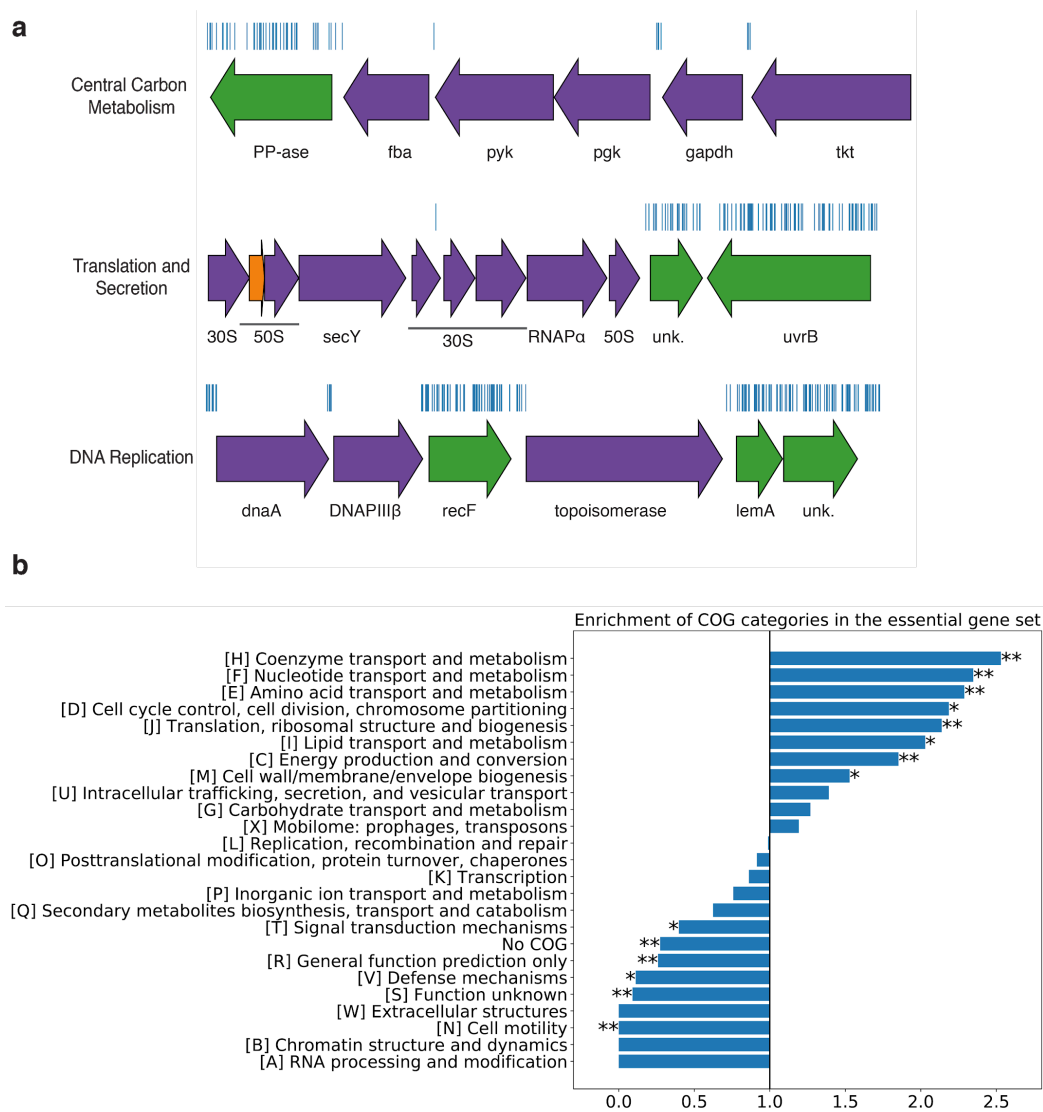 a
Central Carbon
Metabolism
PP-ase fba pyk pgk gapdh tkt
Translation and
Secretion
30S 50S secY 30S RNAPα 50S unk. uvrB
DNA Replication
dnaA DNAPIIIβ recF topoisomerase lemA unk.
b
Enrichment of COG categories in the essential gene set
[H] Coenzyme transport and metabolism **
[F] Nucleotide transport and metabolism **
[E] Amino acid transport and metabolism **
[D] Cell cycle control, cell division, chromosome partitioning *
[J] Translation, ribosomal structure and biogenesis **
[I] Lipid transport and metabolism *
[C] Energy production and conversion **
[M] Cell wall/membrane/envelope biogenesis *
[U] Intracellular trafficking, secretion, and vesicular transport
[G] Carbohydrate transport and metabolism
[X] Mobilome: prophages, transposons
[L] Replication, recombination and repair
[O] Posttranslational modification, protein turnover, chaperones
[K] Transcription
[P] Inorganic ion transport and metabolism
[Q] Secondary metabolites biosynthesis, transport and catabolism
[T] Signal transduction mechanisms *
No COG **
[R] General function prediction only **
[V] Defense mechanisms *
[S] Function unknown **
[W] Extracellular structures
[N] Cell motility **
[B] Chromatin structure and dynamics
[A] RNA processing and modification
0.0 0.5 1.0 1.5 2.0 2.5